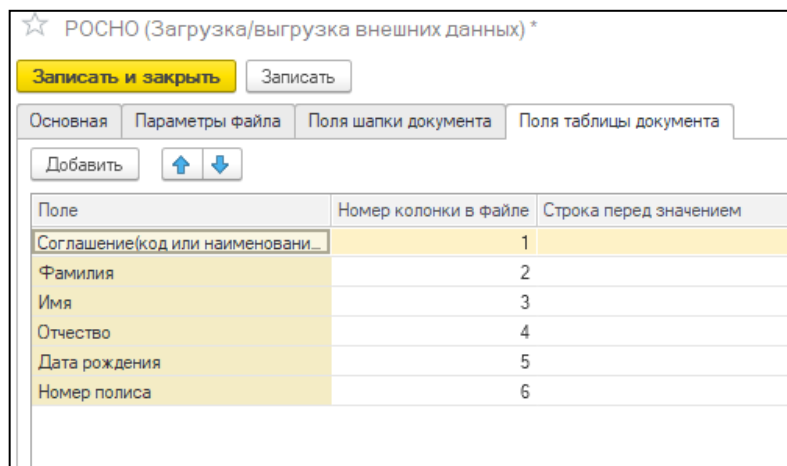 РОСНО (Загрузка/выгрузка внешних данных) *
Записать и закрыть Записать
Основная Параметры файла Поля шапки документа Поля таблицы документа
Добавить
Поле Номер колонки в файле Строка перед значением
Соглашение(код или наименовани... 1
Фамилия 2
Имя 3
Отчество 4
Дата рождения 5
Номер полиса 6